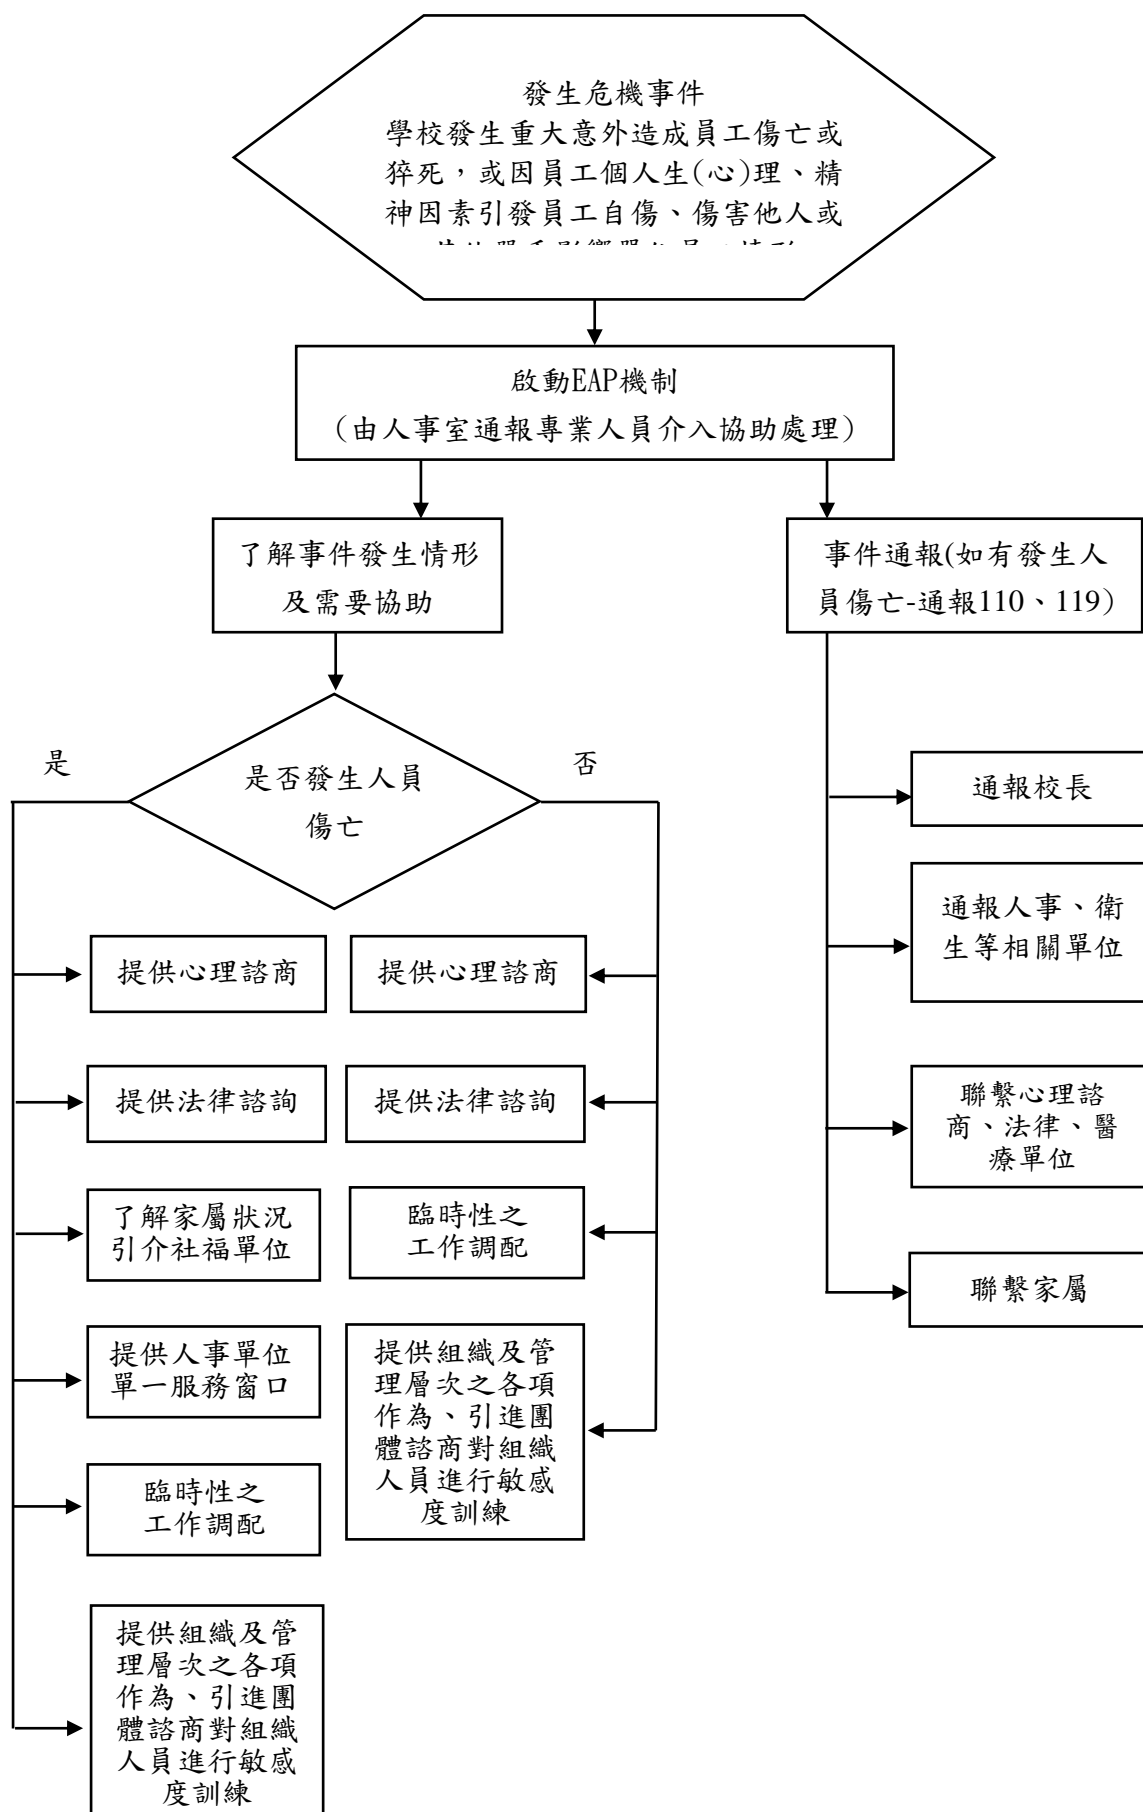 發生危機事件
學校發生重大意外造成員工傷亡或
猝死，或因員工個人生(心)理、精
神因素引發員工自傷、傷害他人或
啟動EAP機制
（由人事室通報專業人員介入協助處理）
了解事件發生情形
及需要協助
事件通報(如有發生人
員傷亡-通報110、119）
是
否
是否發生人員
傷亡
通報校長
通報人事、衛
生等相關單位
聯繫心理諮
商、法律、醫
療單位
聯繫家屬
提供心理諮商
提供法律諮詢
了解家屬狀況
引介社福單位
提供人事單位
單一服務窗口
臨時性之
工作調配
提供組織及管
理層次之各項
作為、引進團
體諮商對組織
人員進行敏感
度訓練
提供心理諮商
提供法律諮詢
臨時性之
工作調配
提供組織及管
理層次之各項
作為、引進團
體諮商對組織
人員進行敏感
度訓練